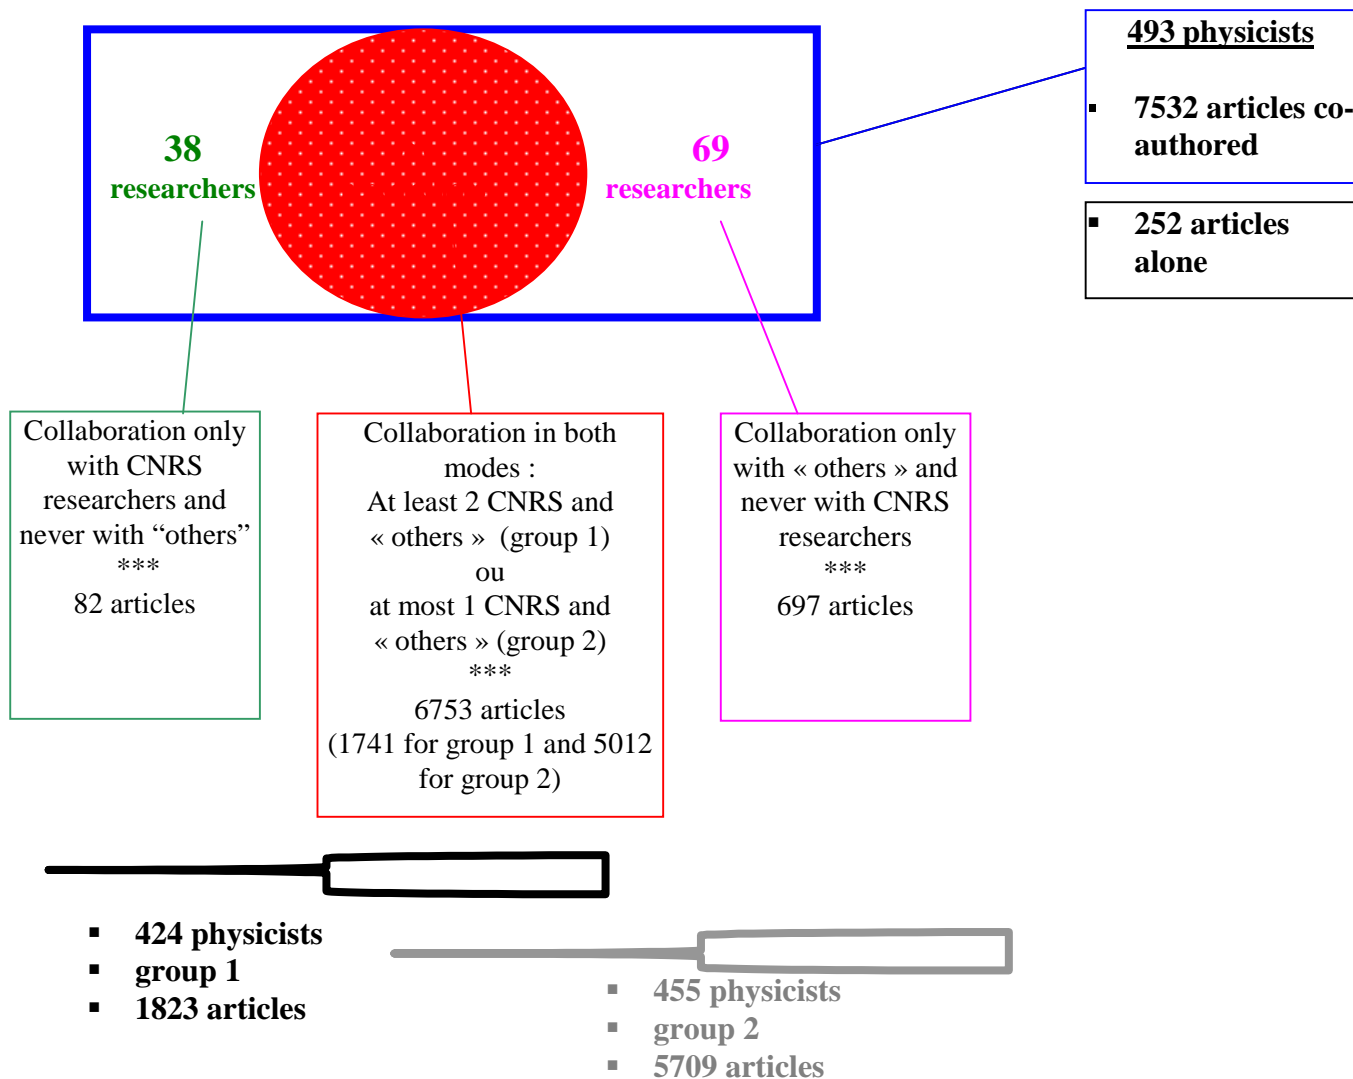 493 physicists
▪ 7532 articles co-
authored
▪ 252 articles
alone
38
researchers
69
researchers
Collaboration only
with CNRS
researchers and
never with “others”
***
82 articles
Collaboration in both
modes :
At least 2 CNRS and
« others » (group 1)
ou
at most 1 CNRS and
« others » (group 2)
***
6753 articles
(1741 for group 1 and 5012
for group 2)
Collaboration only
with « others » and
never with CNRS
researchers
***
697 articles
▪ 424 physicists
▪ group 1
▪ 1823 articles
▪ 455 physicists
▪ group 2
▪ 5709 articles